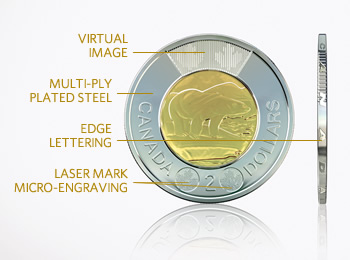 VIRTUAL
IMAGE
MULTI-PLY
PLATED STEEL
EDGE
LETTERING
LASER MARK
MICRO-ENGRAVING
CANADA 2 DOLLARS